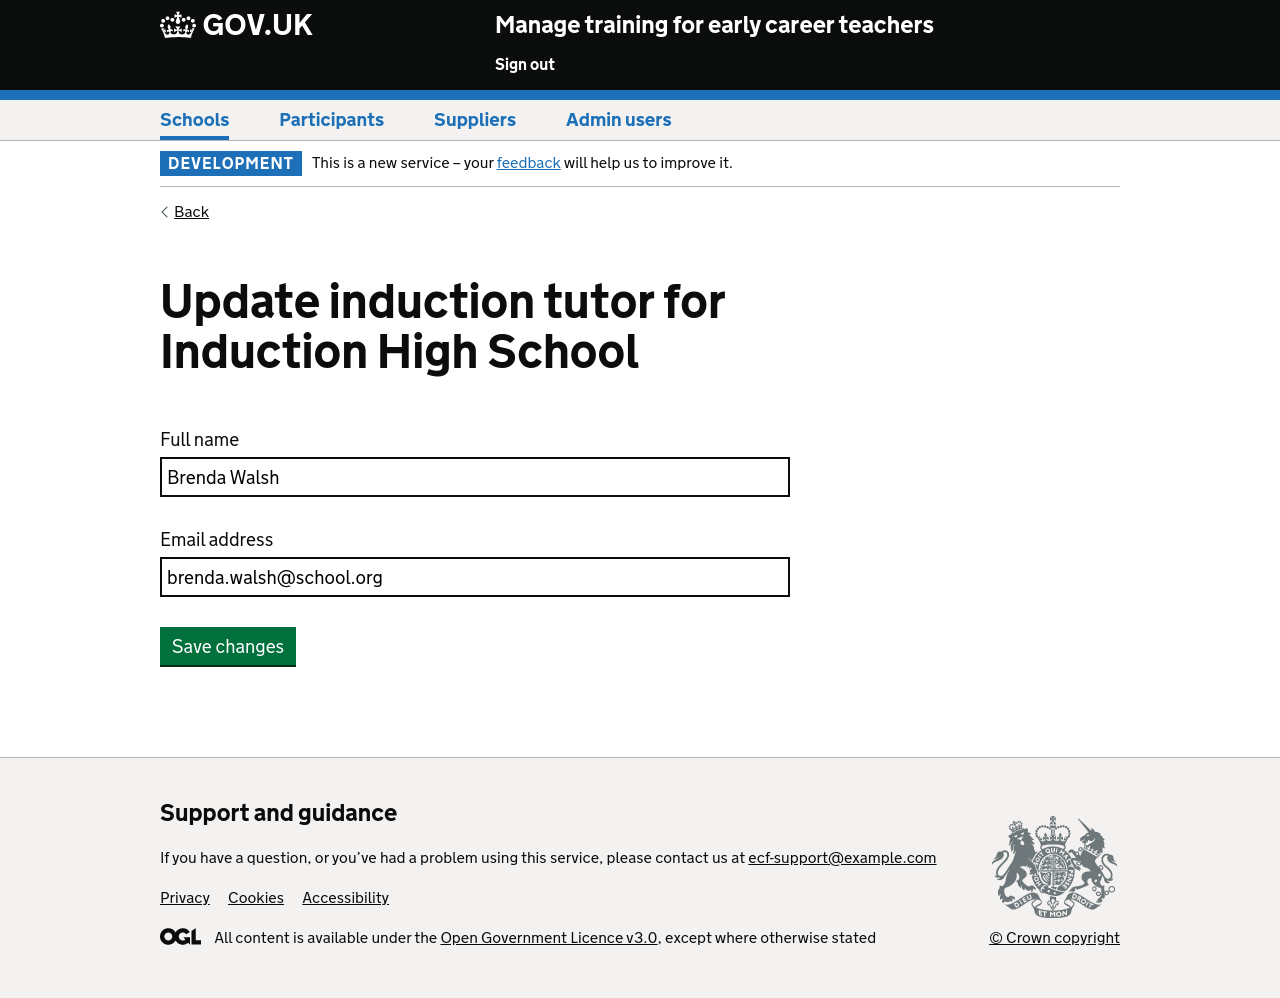 GOV.UK
Manage training for early career teachers
Sign out
Schools Participants Suppliers Admin users
DEVELOPMENT This is a new service – your feedback will help us to improve it.
Back
Update induction tutor for
Induction High School
Full name
Brenda Walsh
Email address
brenda.walsh@school.org
Save changes
Support and guidance
If you have a question, or you’ve had a problem using this service, please contact us at ecf-support@example.com
Privacy Cookies Accessibility
OGL All content is available under the Open Government Licence v3.0, except where otherwise stated
DIEU ET MON DROIT
© Crown copyright